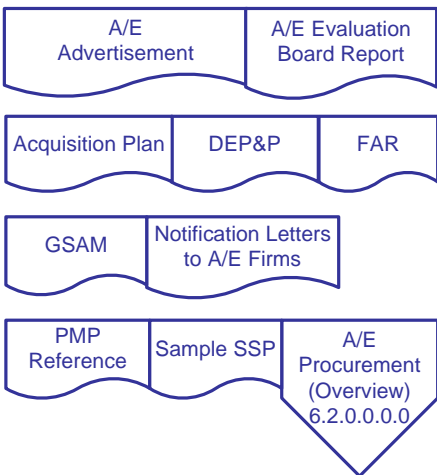 A/E
Advertisement
A/E Evaluation
Board Report
Acquisition Plan
DEP&P
FAR
GSAM
Notification Letters
to A/E Firms
PMP
Reference
Sample SSP
A/E
Procurement
(Overview)
6.2.0.0.0.0